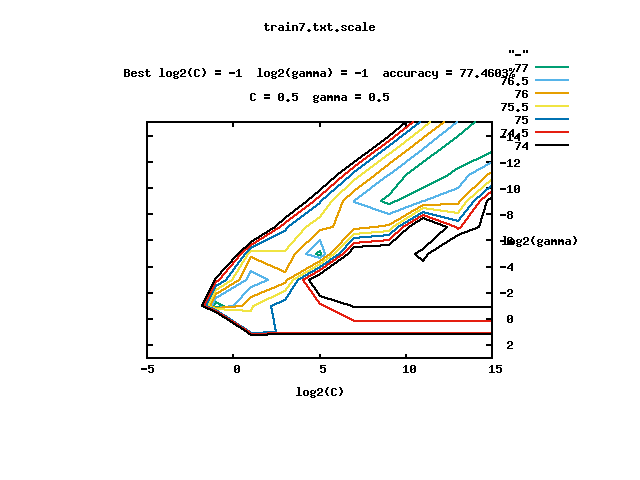 train7.txt.scale
"-"
Best log2(C) = -1  log2(gamma) = -1  accuracy = 77.4603%
77
76.5
C = 0.5  gamma = 0.5
76
75.5
75
74.5
74
-14
-12
-10
-8
-6
log2(gamma)
-4
-2
0
2
-5 0 5 10 15
log2(C)